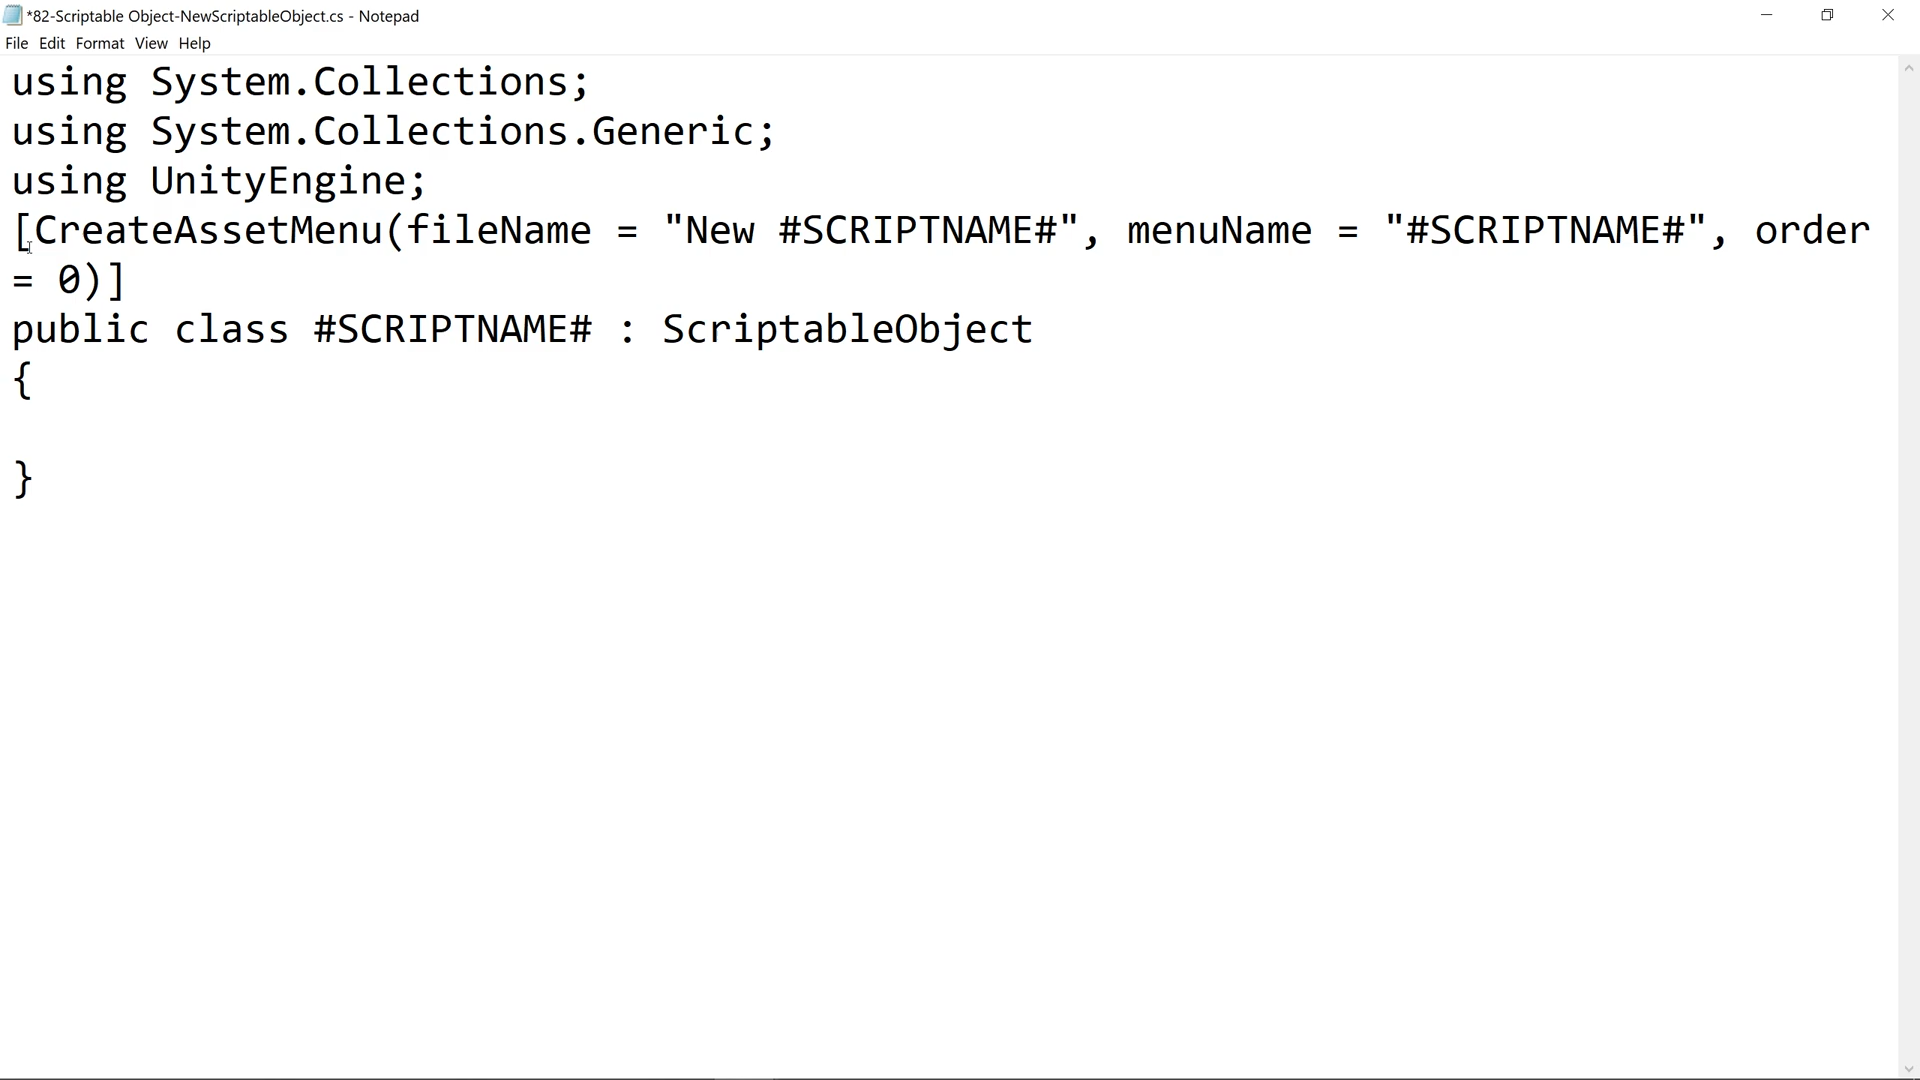 *82-Scriptable Object-NewScriptableObject.cs - Notepad
File Edit Format View Help
using System.Collections;
using System.Collections.Generic;
using UnityEngine;
[CreateAssetMenu(fileName = "New #SCRIPTNAME#", menuName = "#SCRIPTNAME#", order
= 0)]
public class #SCRIPTNAME# : ScriptableObject
{
}